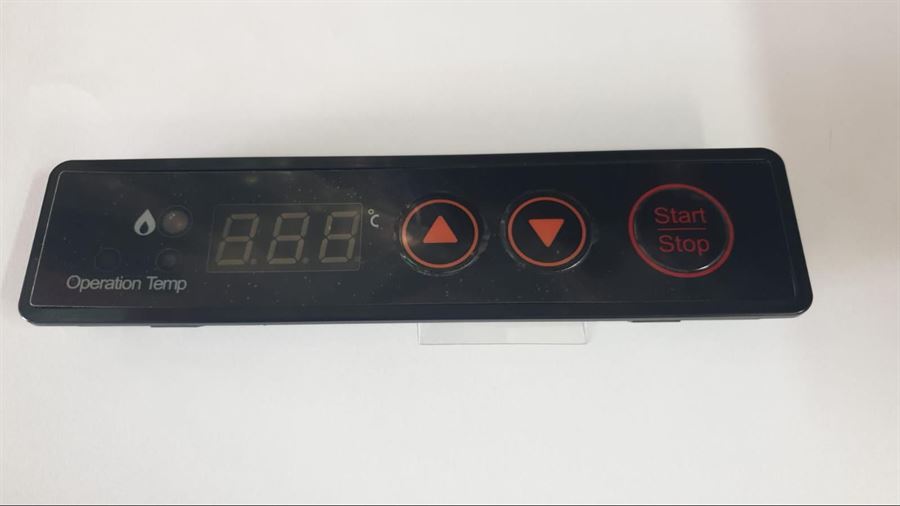 °C
Start
Stop
Operation Temp